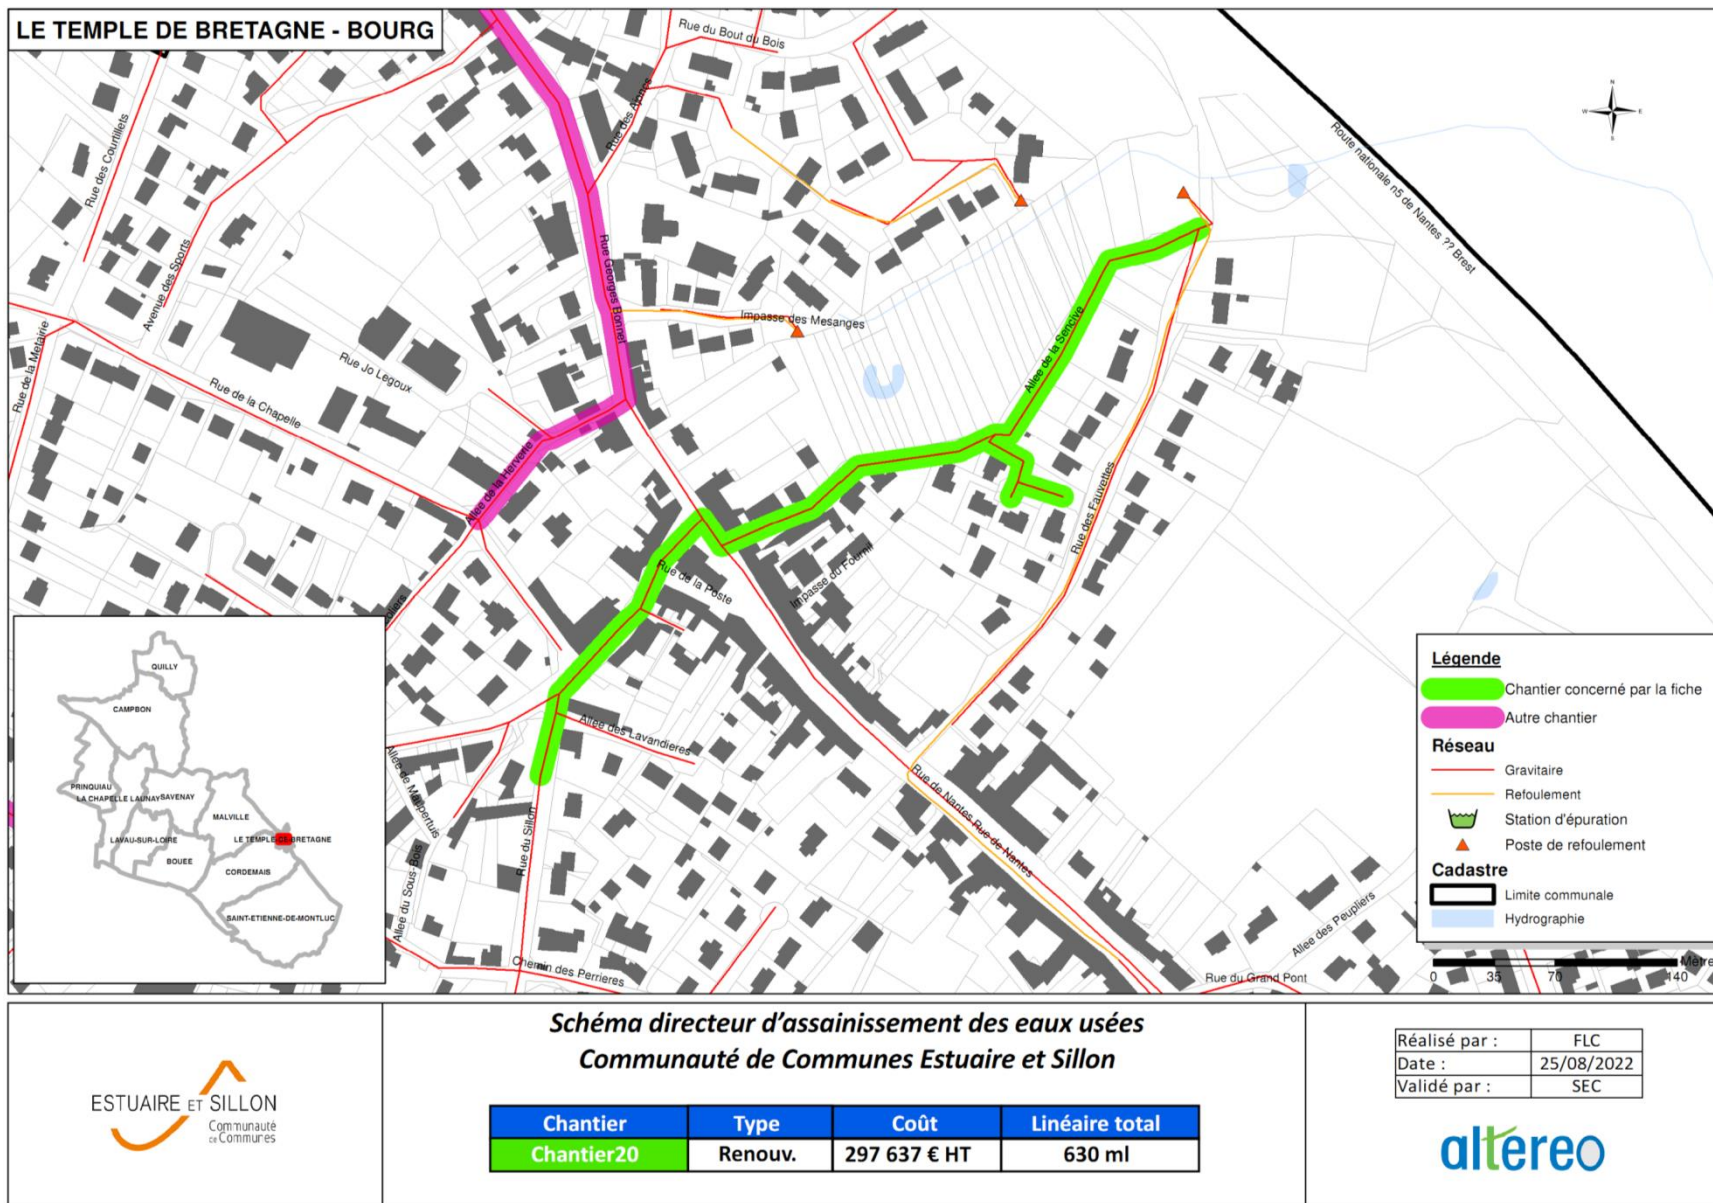 LE TEMPLE DE BRETAGNE - BOURG
Rue du Bout du Bois
Rue des Ajoncs
Rue des Courtillets
Avenue des Sports
Rue Georges Bonnet
Impasse des Mesanges
Route nationale n5 de Nantes ?? Brest
N
W
E
S
Rue de la Metairie
Rue de la Chapelle
Rue Jo Legoux
Allee de la Herverie
Allee de la Sencive
Rue des Fauvettes
Rue de la Poste
Impasse du Fournil
Allee des Lavandieres
Allee de Maupertuis
Allee du Sous-Bois
Rue du Sillon
Chemin des Perrieres
Rue de Nantes Rue de Nantes
Allee des Peupliers
Rue du Grand Pont
QUILLY
CAMPBON
PRINQUIAU
LA CHAPELLE LAUNAY
SAVENAY
MALVILLE
LAVAU-SUR-LOIRE
BOUEE
LE TEMPLE-DE-BRETAGNE
CORDEMAIS
SAINT-ETIENNE-DE-MONTLUC
Légende
Chantier concerné par la fiche
Autre chantier
Réseau
Gravitaire
Refoulement
Station d'épuration
Poste de refoulement
Cadastre
Limite communale
Hydrographie
Mètre
0 35 70 140
ESTUAIRE ET SILLON
Communauté
de Communes
Schéma directeur d'assainissement des eaux usées
Communauté de Communes Estuaire et Sillon
Chantier Type Coût Linéaire total
Chantier20 Renouv. 297 637 € HT 630 ml
Réalisé par : FLC
Date : 25/08/2022
Validé par : SEC
altereo